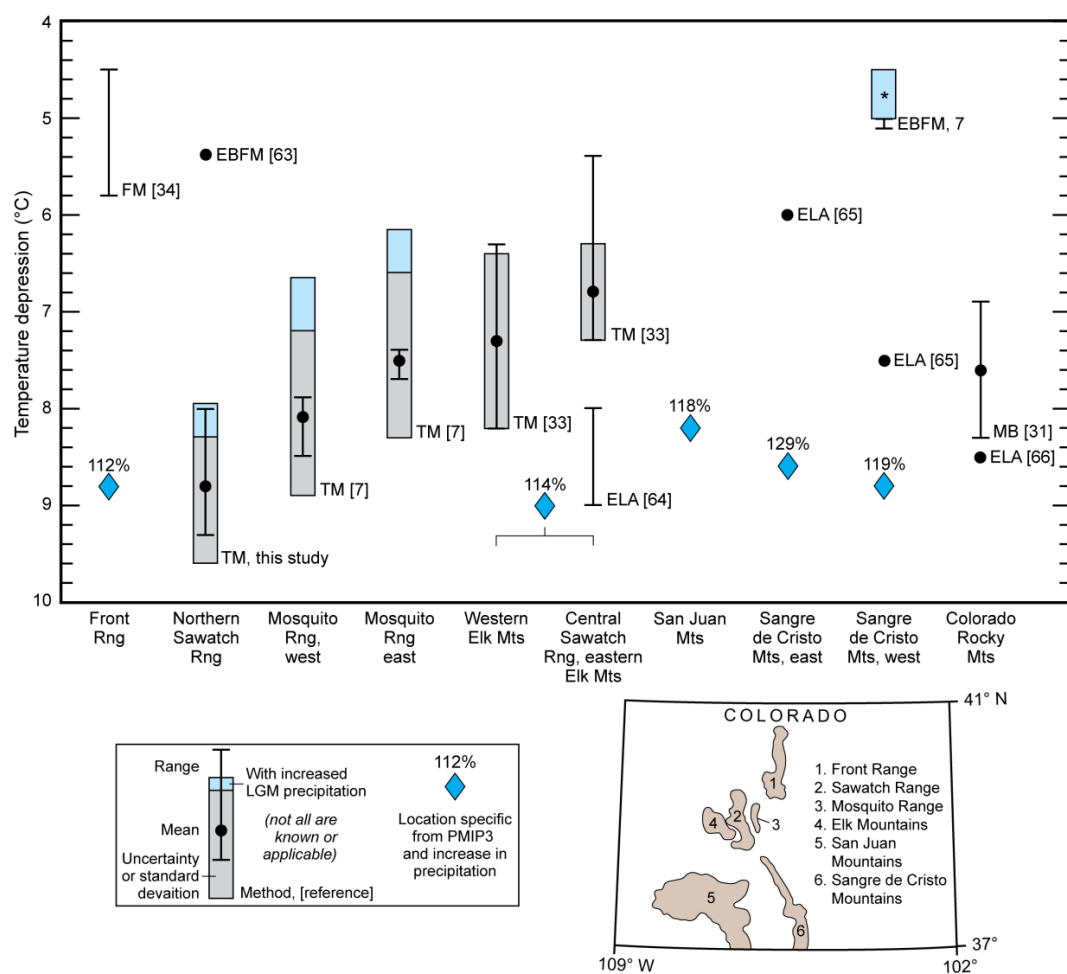 4
5
6
7
8
9
10
Temperature depression (°C)
FM [34]
112%
EBFM [63]
TM, this study
TM [7]
TM [7]
TM [33]
114%
TM [33]
ELA [64]
118%
ELA [65]
129%
*
EBFM, 7
ELA [65]
119%
MB [31]
ELA [66]
Front
Rng
Northern
Sawatch
Rng
Mosquito
Rng,
west
Mosquito
Rng
east
Western
Elk Mts
Central
Sawatch
Rng, eastern
Elk Mts
San Juan
Mts
Sangre
de Cristo
Mts, east
Sangre
de Cristo
Mts, west
Colorado
Rocky
Mts
Range
With increased
LGM precipitation
Mean
(not all are
known or
applicable)
Uncertainty
or standard
devaition
Method, [reference]
112%
Location specific
from PMIP3
and increase in
precipitation
41° N
COLORADO
1
2
3
4
5
6
1. Front Range
2. Sawatch Range
3. Mosquito Range
4. Elk Mountains
5. San Juan
Mountains
6. Sangre de Cristo
Mountains
37°
109° W
102°